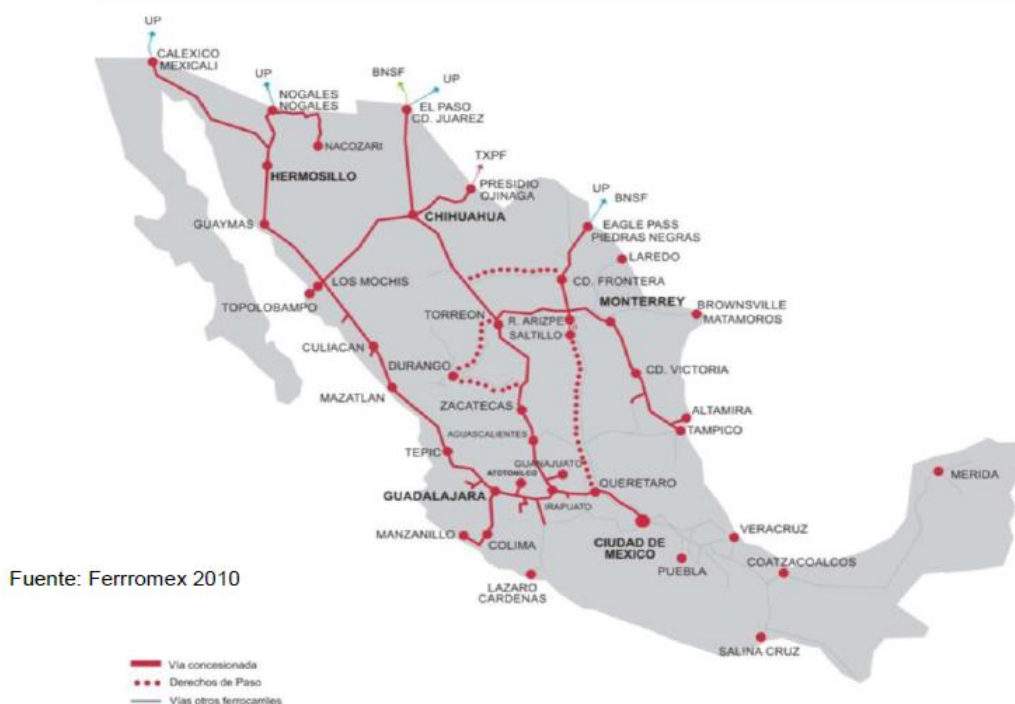 UP
CALEXICO
MEXICALI
UP
NOGALES
NOGALES
BNSF
UP
EL PASO
CD. JUAREZ
NACOZARI
TXPF
PRESIDIO
OJINAGA
HERMOSILLO
CHIHUAHUA
UP
BNSF
GUAYMAS
EAGLE PASS
PIEDRAS NEGRAS
LAREDO
LOS MOCHIS
CD. FRONTERA
TOPOLOBAMPO
MONTERREY
BROWNSVILLE
MATAMOROS
TORREON
R. ARIZPE
SALTILLO
CULIACAN
DURANGO
CD. VICTORIA
MAZATLAN
ZACATECAS
ALTAMIRA
TAMPICO
AGUASCALIENTES
TEPIC
GUANAJUATO
ATOTONILCO
QUERETARO
MERIDA
GUADALAJARA
IRAPUATO
MANZANILLO
COLIMA
CIUDAD DE
MEXICO
VERACRUZ
PUEBLA
COATZACOALCOS
Fuente: Ferrromex 2010
LAZARO
CARDENAS
SALINA CRUZ
Vía concesionada
Derechos de Paso
Vías otros ferrocarriles